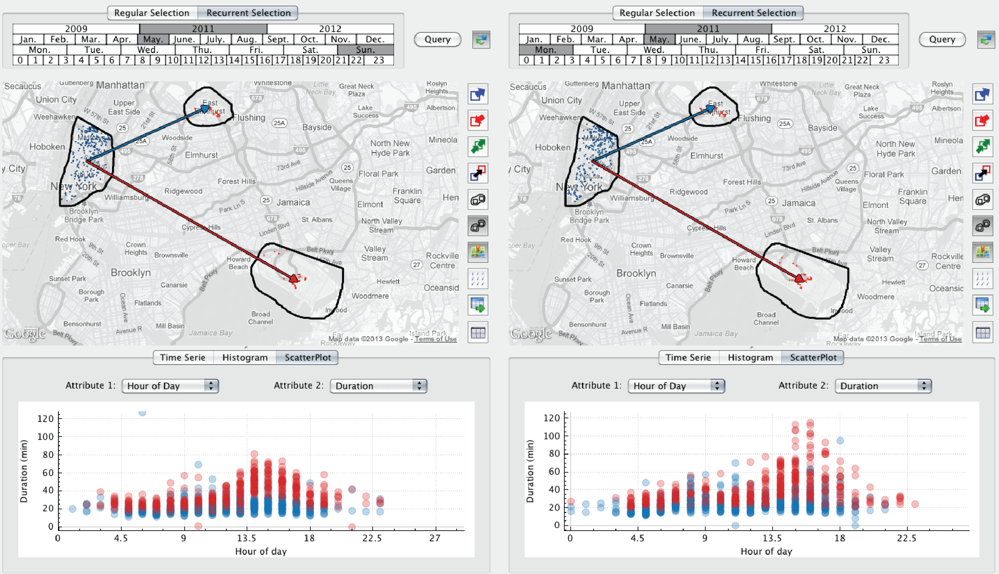 Regular Selection Recurrent Selection
2009 2011 2012
Jan. Feb. Mar. Apr. May. June. July. Aug. Sept. Oct. Nov. Dec.
Mon. Tue. Wed. Thu. Fri. Sat. Sun.
0 1 2 3 4 5 6 7 8 9 10 11 12 13 14 15 16 17 18 19 20 21 22 23
Query
Secaucus Guttenberg Manhattan Whitestone Little Neck Bay Great Neck Plaza Roslyn Heights
Union City Upper East Side East Elmhurst 678 Lake Success 495 Albertson
Weehawken W 57th St 21st St 25 Flushing 25A Bayside
Midtown 25A Woodside North New Hyde Park Mineola
Hoboken 495 58th St Elmhurst 495
y City NoLita 278 73rd Ave 25 Floral Park Garden
New York Forest Hills Hillside Avenue Queens Village
78 Williamsburg Ridgewood Park Ln S 25 Jamaica Elmont Franklin Square Hem
Brooklyn Bridge Park Cypress Hills 678 Linden Blvd St. Albans North Valley Stream
Red Hook
oper Bay 9th St 20th St Crown Heights Brownsville Howard Beach Belt Pkwy 147th Ave Valley Stream 27 Rockville Centre
Sunset Park Brooklyn Canarsie Belt Pkwy Hewlett Oceansid
Borough Park Ocean Ave Flatlands Woodmere
Broad Channel Inwood
Bensonhurst Avenue R Mill Basin Jamaica Bay Island Park
Google Belt Pkwy Far Rockaway Map data ©2013 Google - Terms of Use
Time Serie Histogram ScatterPlot
Attribute 1: Hour of Day Attribute 2: Duration
Duration (min)
120
100
80
60
40
20
0
0 4.5 9 13.5 18 22.5 27
Hour of day
Regular Selection Recurrent Selection
2009 2011 2012
Jan. Feb. Mar. Apr. May. June. July. Aug. Sept. Oct. Nov. Dec.
Mon. Tue. Wed. Thu. Fri. Sat. Sun.
0 1 2 3 4 5 6 7 8 9 10 11 12 13 14 15 16 17 18 19 20 21 22 23
Query
Secaucus Guttenberg Manhattan Whitestone Little Neck Bay Great Neck Plaza Roslyn Heights
Union City Upper East Side East Elmhurst 678 Lake Success 495 Albertson
Weehawken W 57th St 21st St 25 Flushing 25A Bayside
25A Woodside North New Hyde Park Mineola
Hoboken 495 58th St Elmhurst 495
y City NoLita 278 73rd Ave 25 Floral Park Garden
New York Forest Hills Hillside Avenue Queens Village
78 Williamsburg Ridgewood Park Ln S 25 Jamaica Elmont Franklin Square Hem
Brooklyn Bridge Park Cypress Hills 678 Linden Blvd St. Albans North Valley Stream
Red Hook
oper Bay 9th St 20th St Crown Heights Brownsville Howard Beach Belt Pkwy 147th Ave Valley Stream 27 Rockville Centre
Sunset Park Brooklyn Canarsie Belt Pkwy Hewlett Oceansid
Borough Park Ocean Ave Flatlands Woodmere
Broad Channel Inwood
Bensonhurst Avenue R Mill Basin Jamaica Bay Island Park
Google Belt Pkwy Far Rockaway Map data ©2013 Google - Terms of Use
Time Serie Histogram ScatterPlot
Attribute 1: Hour of Day Attribute 2: Duration
Duration (min)
120
100
80
60
40
20
0
0 4.5 9 13.5 18 22.5
Hour of day